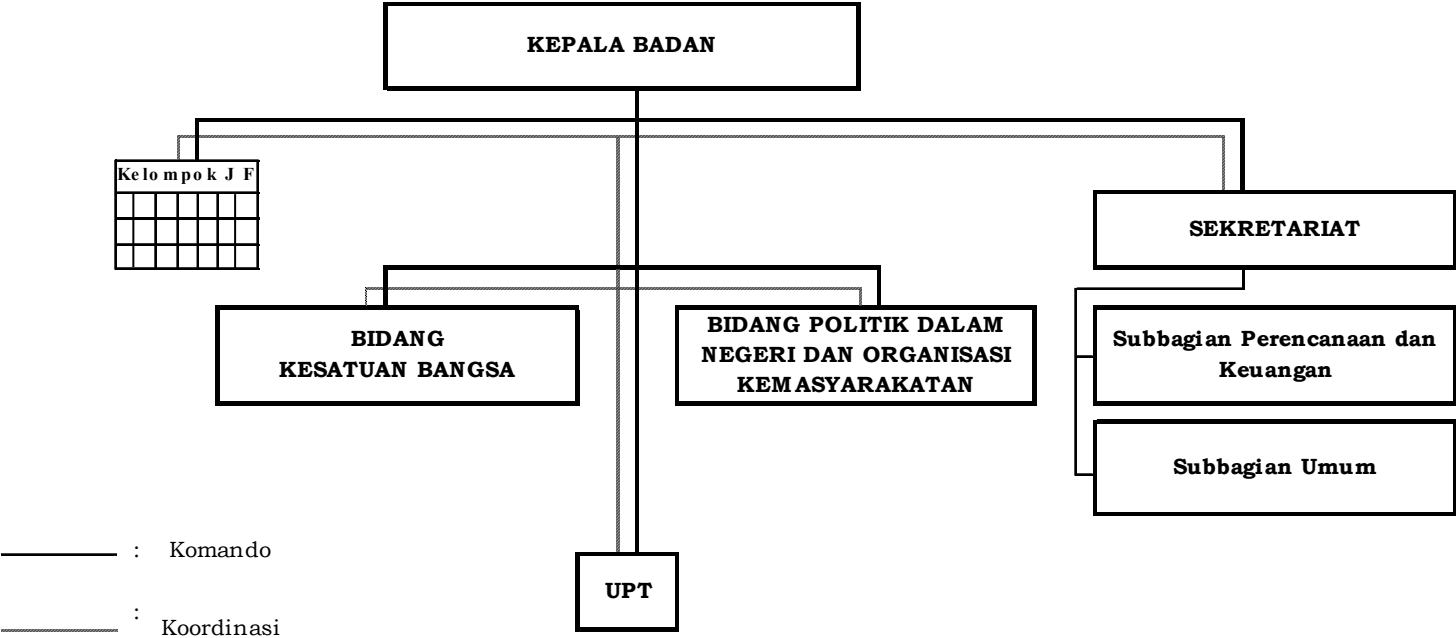 KEPALA BADAN
Kelompok J F
SEKRETARIAT
BIDANG
KESATUAN BANGSA
BIDANG POLITIK DALAM
NEGERI DAN ORGANISASI
KEMASYARAKATAN
Subbagian Perencanaan dan
Keuangan
Subbagian Umum
UPT
: Komando
: Koordinasi